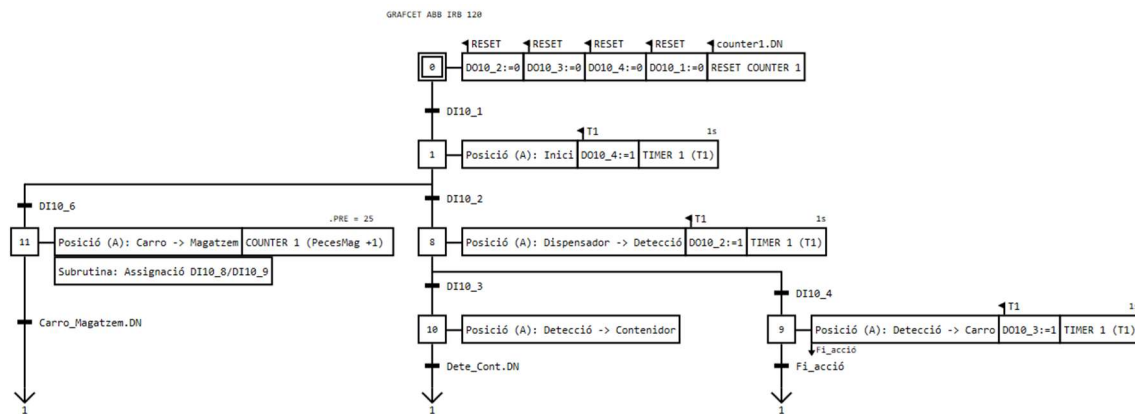 GRAFCET ABB IRB 120
RESET RESET RESET RESET counter1.DN
0 DO10_2:=0 DO10_3:=0 DO10_4:=0 DO10_1:=0 RESET COUNTER 1
DI10_1
T1 1s
1 Posició (A): Inici DO10_4:=1 TIMER 1 (T1)
DI10_6 DI10_2
.PRE = 25 T1 1s
11 Posició (A): Carro -> Magatzem COUNTER 1 (PecesMag +1) 8 Posició (A): Dispensador -> Detecció DO10_2:=1 TIMER 1 (T1)
Subrutina: Assignació DI10_8/DI10_9
DI10_3 DI10_4
Carro_Magatzem.DN T1
10 Posició (A): Detecció -> Contenidor 9 Posició (A): Detecció -> Carro DO10_3:=1 TIMER 1 (T1)
Fi_acció
Dete_Cont.DN Fi_acció
1 1 1